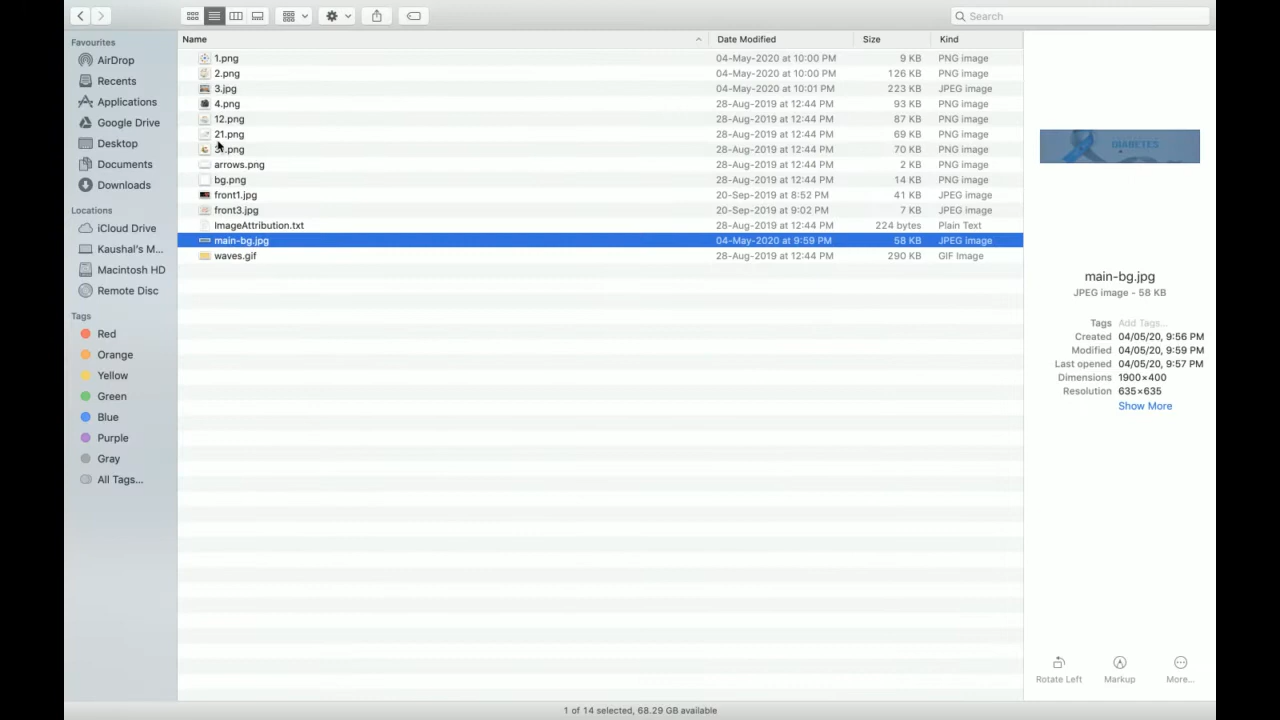 Search
Favourites
AirDrop
Recents
Applications
Google Drive
Desktop
Documents
Downloads
Locations
iCloud Drive
Kaushal's M...
Macintosh HD
Remote Disc
Tags
Red
Orange
Yellow
Green
Blue
Purple
Gray
All Tags...
Name Date Modified Size Kind
1.png 04-May-2020 at 10:00 PM 9 KB PNG image
2.png 04-May-2020 at 10:00 PM 126 KB PNG image
3.jpg 04-May-2020 at 10:01 PM 223 KB JPEG image
4.png 28-Aug-2019 at 12:44 PM 93 KB PNG image
12.png 28-Aug-2019 at 12:44 PM 87 KB PNG image
21.png 28-Aug-2019 at 12:44 PM 69 KB PNG image
28-Aug-2019 at 12:44 PM 70 KB PNG image
arrows.png 28-Aug-2019 at 12:44 PM 2 KB PNG image
bg.png 28-Aug-2019 at 12:44 PM 14 KB PNG image
front1.jpg 20-Sep-2019 at 8:52 PM 41 KB JPEG image
front3.jpg 20-Sep-2019 at 9:02 PM 7 KB JPEG image
ImageAttribution.txt 28-Aug-2019 at 12:44 PM 224 bytes Plain Text
main-bg.jpg 04-May-2020 at 9:59 PM 58 KB JPEG image
waves.gif 28-Aug-2019 at 12:44 PM 290 KB GIF Image
DIABETES
main-bg.jpg
JPEG image - 58 KB
Tags Add Tags...
Created 04/05/20, 9:56 PM
Modified 04/05/20, 9:59 PM
Last opened 04/05/20, 9:57 PM
Dimensions 1900×400
Resolution 635×635
Show More
Rotate Left Markup More...
1 of 14 selected, 68.29 GB available